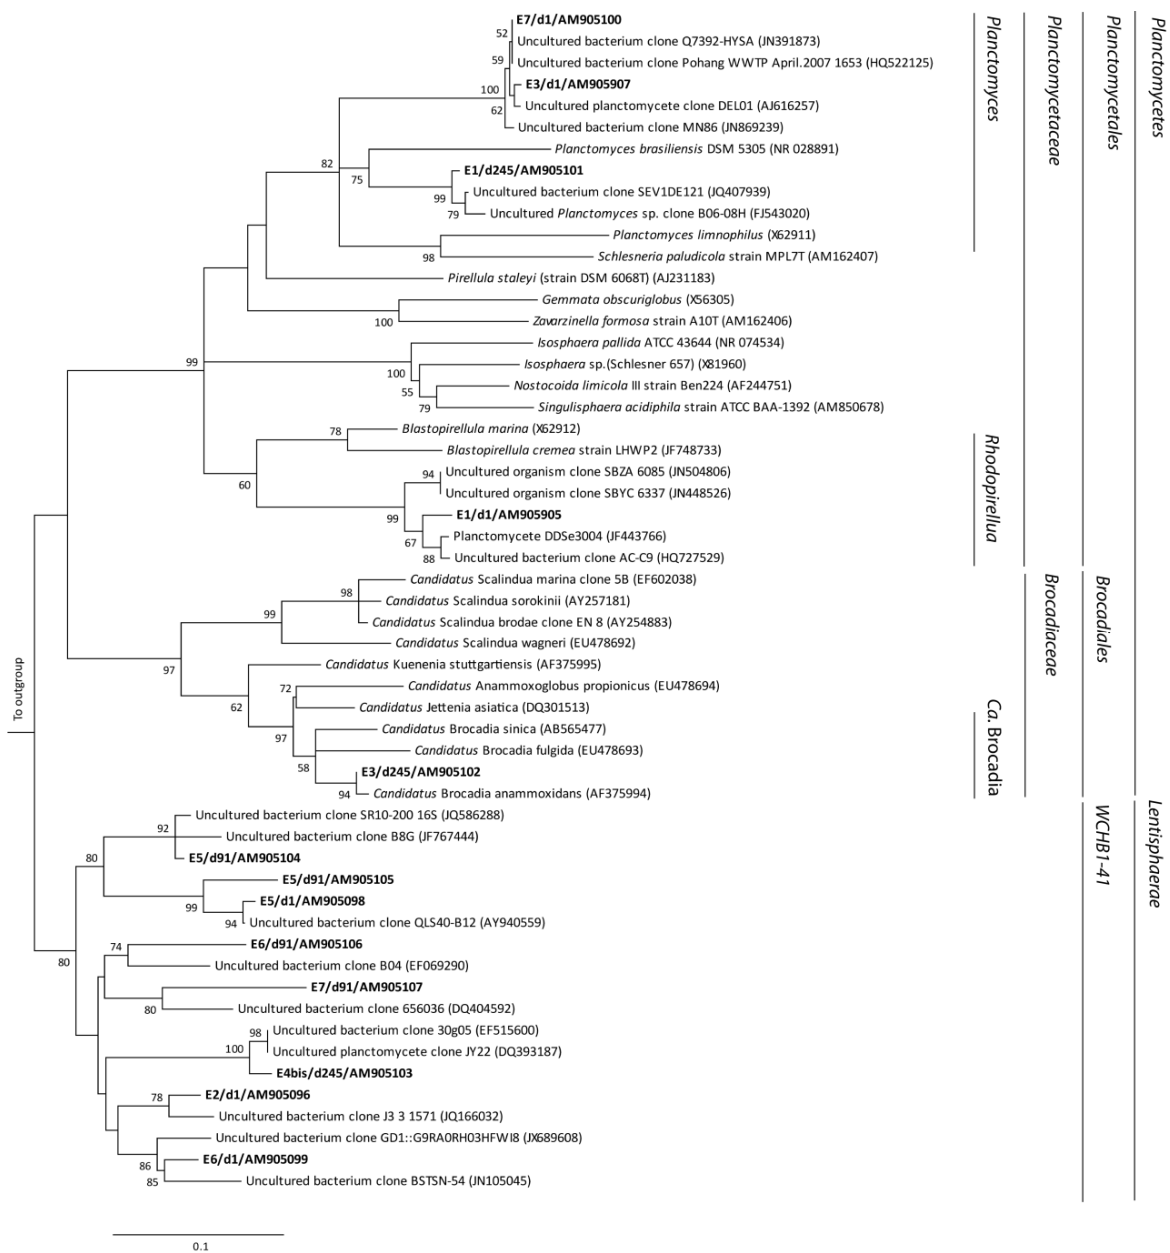 E7/d1/AM905100
52
Uncultured bacterium clone Q7392-HYSA (JN391873)
59
Uncultured bacterium clone Pohang WWTP April.2007 1653 (HQ522125)
E3/d1/AM905907
100
Uncultured planctomycete clone DEL01 (AJ616257)
62
Uncultured bacterium clone MN86 (JN869239)
Planctomyces brasiliensis DSM 5305 (NR 028891)
82
E1/d245/AM905101
75
Uncultured bacterium clone SEV1DE121 (JQ407939)
99
Uncultured Planctomyces sp. clone B06-08H (FJ543020)
79
Planctomyces limnophilus (X62911)
Schlesneria paludicola strain MPL7T (AM162407)
98
Pirellula staleyi (strain DSM 6068T) (AJ231183)
Gemmata obscuriglobus (X56305)
Zavarzinella formosa strain A10T (AM162406)
100
Isosphaera pallida ATCC 43644 (NR 074534)
99
Isosphaera sp.(Schlesner 657) (X81960)
100
Nostocoida limicola III strain Ben224 (AF244751)
55
Singulisphaera acidiphila strain ATCC BAA-1392 (AM850678)
79
Blastopirellula marina (X62912)
78
Blastopirellula cremea strain LHWP2 (JF748733)
Uncultured organism clone SBZA 6085 (JN504806)
94
60
Uncultured organism clone SBYC 6337 (JN448526)
E1/d1/AM905905
99
Planctomycete DDSe3004 (JF443766)
67
Uncultured bacterium clone AC-C9 (HQ727529)
88
Candidatus Scalindua marina clone 5B (EF602038)
98
Candidatus Scalindua sorokinii (AY257181)
99
Candidatus Scalindua brodae clone EN 8 (AY254883)
Candidatus Scalindua wagneri (EU478692)
97
Candidatus Kuenenia stuttgartiensis (AF375995)
Candidatus Anammoxoglobus propionicus (EU478694)
72
62
Candidatus Jettenia asiatica (DQ301513)
Candidatus Brocadia sinica (AB565477)
97
Candidatus Brocadia fulgida (EU478693)
58
E3/d245/AM905102
Candidatus Brocadia anammoxidans (AF375994)
94
Uncultured bacterium clone SR10-200 16S (JQ586288)
92
Uncultured bacterium clone B8G (JF767444)
80
E5/d91/AM905104
E5/d91/AM905105
99
E5/d1/AM905098
Uncultured bacterium clone QLS40-B12 (AY940559)
94
E6/d91/AM905106
74
80
Uncultured bacterium clone B04 (EF069290)
E7/d91/AM905107
Uncultured bacterium clone 656036 (DQ404592)
80
Uncultured bacterium clone 30g05 (EF515600)
98
100
Uncultured planctomycete clone JY22 (DQ393187)
E4bis/d245/AM905103
E2/d1/AM905096
78
Uncultured bacterium clone J3 3 1571 (JQ166032)
Uncultured bacterium clone GD1::G9RA0RH03HFWI8 (JX689608)
E6/d1/AM905099
86
Uncultured bacterium clone BSTSN-54 (JN105045)
85
To outgroup
0.1
Planctomyces
Rhodopirellua
Ca. Brocadia
Planctomycetaceae
Brocadiaceae
Planctomycetales
Brocadiales
WCHB1-41
Planctomycetes
Lentisphaerae